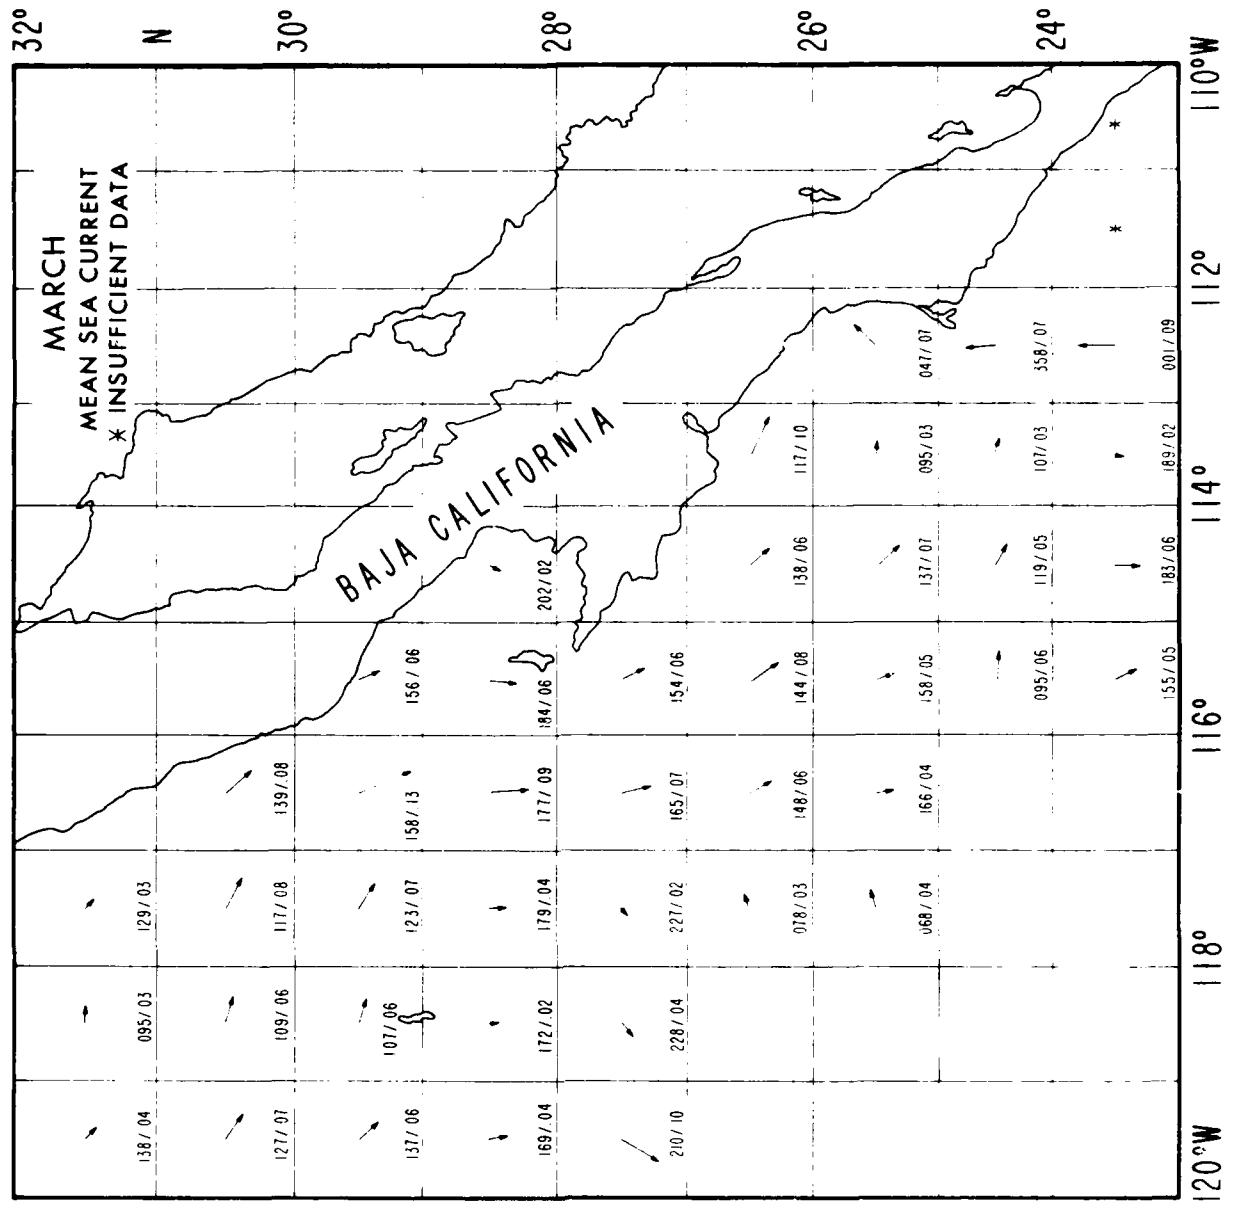 MARCH
MEAN SEA CURRENT
* INSUFFICIENT DATA
32°
138/04 095/03 129/03
N
127/07 109/06 117/08 139/08
30°
BAJA CALIFORNIA
137/06 107/06 123/07 158/13 156/06
169/04 172/02 179/04 177/09 184/06 202/02
28°
210/10 228/04 227/02 165/07 154/06
078/03 148/06 144/08 138/06 117/10
26°
068/04 166/04 158/05 137/07 095/03 047/07
095/06 119/05 107/03 358/07
24°
* *
155/05 183/06 189/02 001/09
120°W 118° 116° 114° 112° 110°W